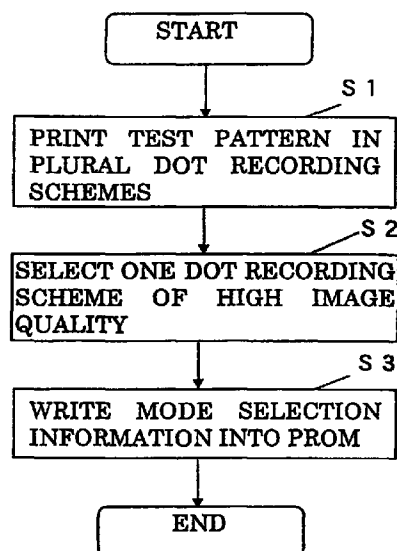 START
S 1
PRINT TEST PATTERN IN
PLURAL DOT RECORDING
SCHEMES
S 2
SELECT ONE DOT RECORDING
SCHEME OF HIGH IMAGE
QUALITY
S 3
WRITE MODE SELECTION
INFORMATION INTO PROM
END